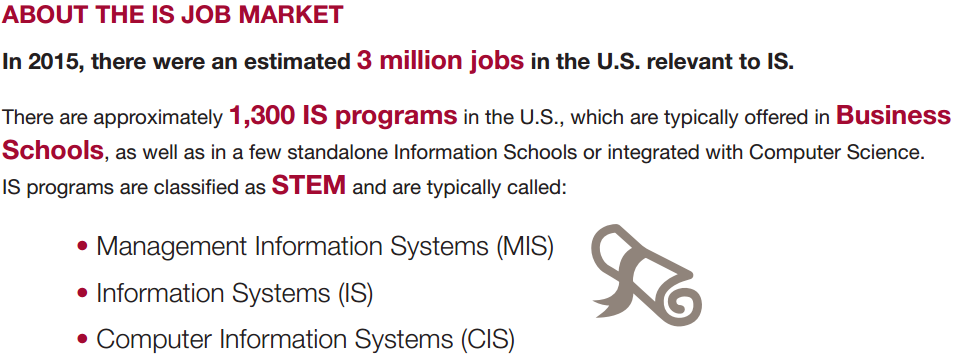 ABOUT THE IS JOB MARKET
In 2015, there were an estimated 3 million jobs in the U.S. relevant to IS.
There are approximately 1,300 IS programs in the U.S., which are typically offered in Business
Schools, as well as in a few standalone Information Schools or integrated with Computer Science.
IS programs are classified as STEM and are typically called:
• Management Information Systems (MIS)
• Information Systems (IS)
• Computer Information Systems (CIS)